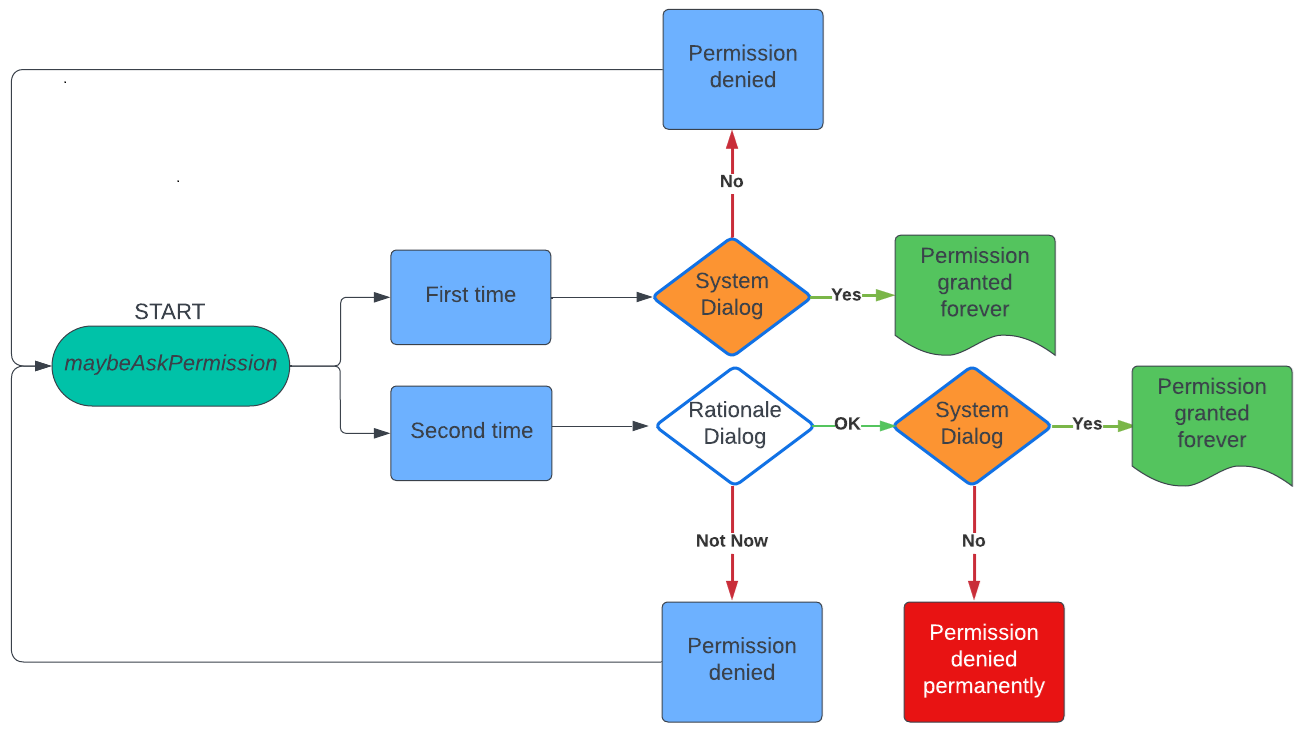 Permission
denied
No
System
Dialog
Yes
Permission
granted
forever
First time
START
maybeAskPermission
Second time
Rationale
Dialog
OK
System
Dialog
Yes
Permission
granted
forever
Not Now
No
Permission
denied
Permission
denied
permanently